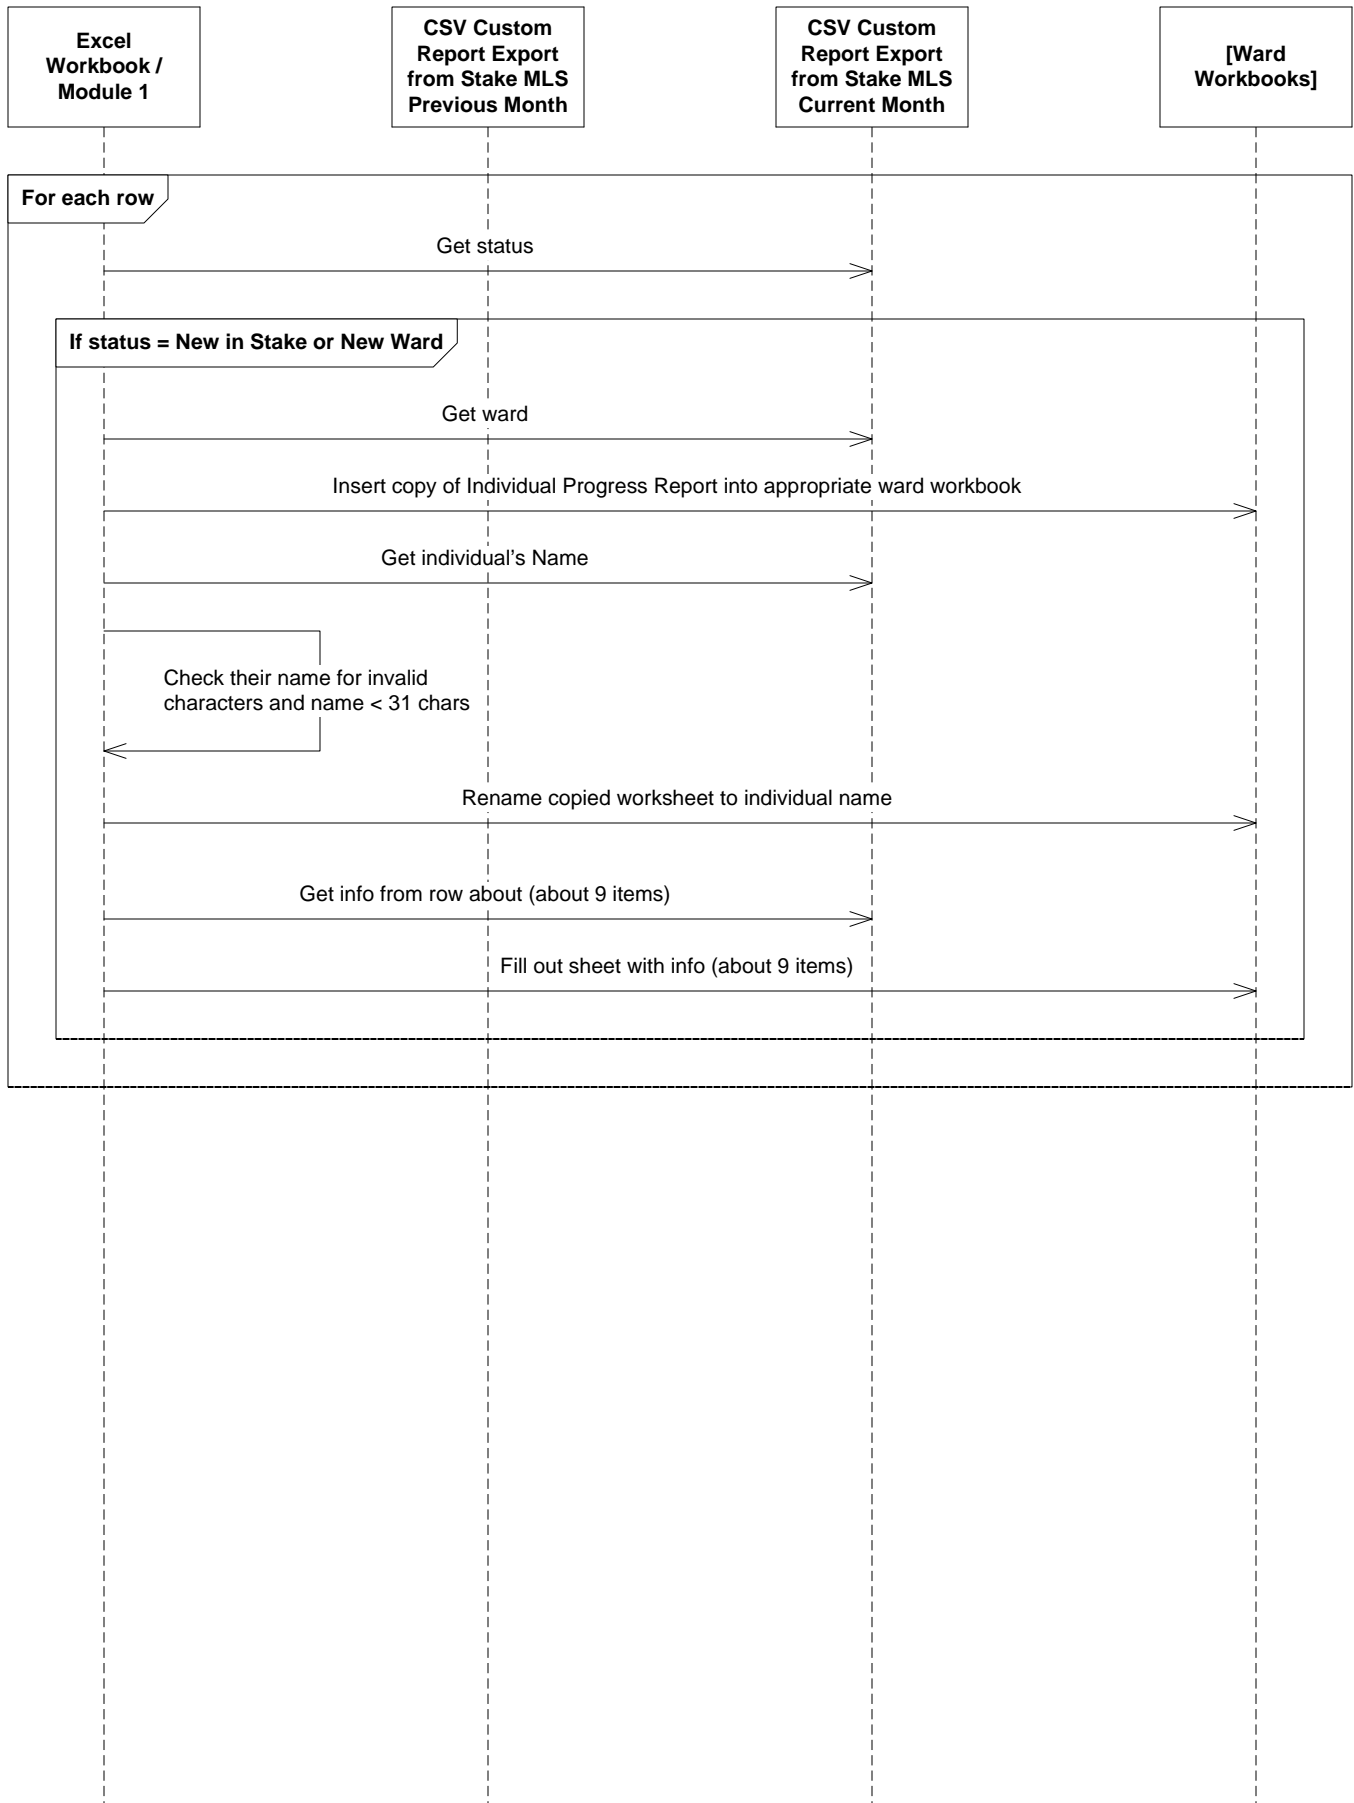 Excel
Workbook /
Module 1
CSV Custom
Report Export
from Stake MLS
Previous Month
CSV Custom
Report Export
from Stake MLS
Current Month
[Ward
Workbooks]
For each row
Get status
If status = New in Stake or New Ward
Get ward
Insert copy of Individual Progress Report into appropriate ward workbook
Get individual’s Name
Check their name for invalid
characters and name < 31 chars
Rename copied worksheet to individual name
Get info from row about (about 9 items)
Fill out sheet with info (about 9 items)